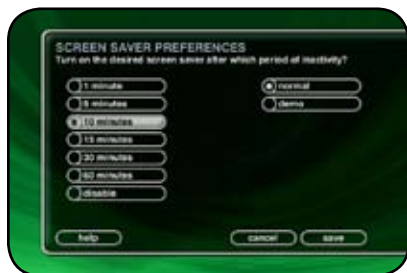 SCREEN SAVER PREFERENCES
Turn on the desired screen saver after which period of inactivity?
1 minute
5 minutes
10 minutes
15 minutes
30 minutes
60 minutes
disable
normal
demo
help
cancel
save